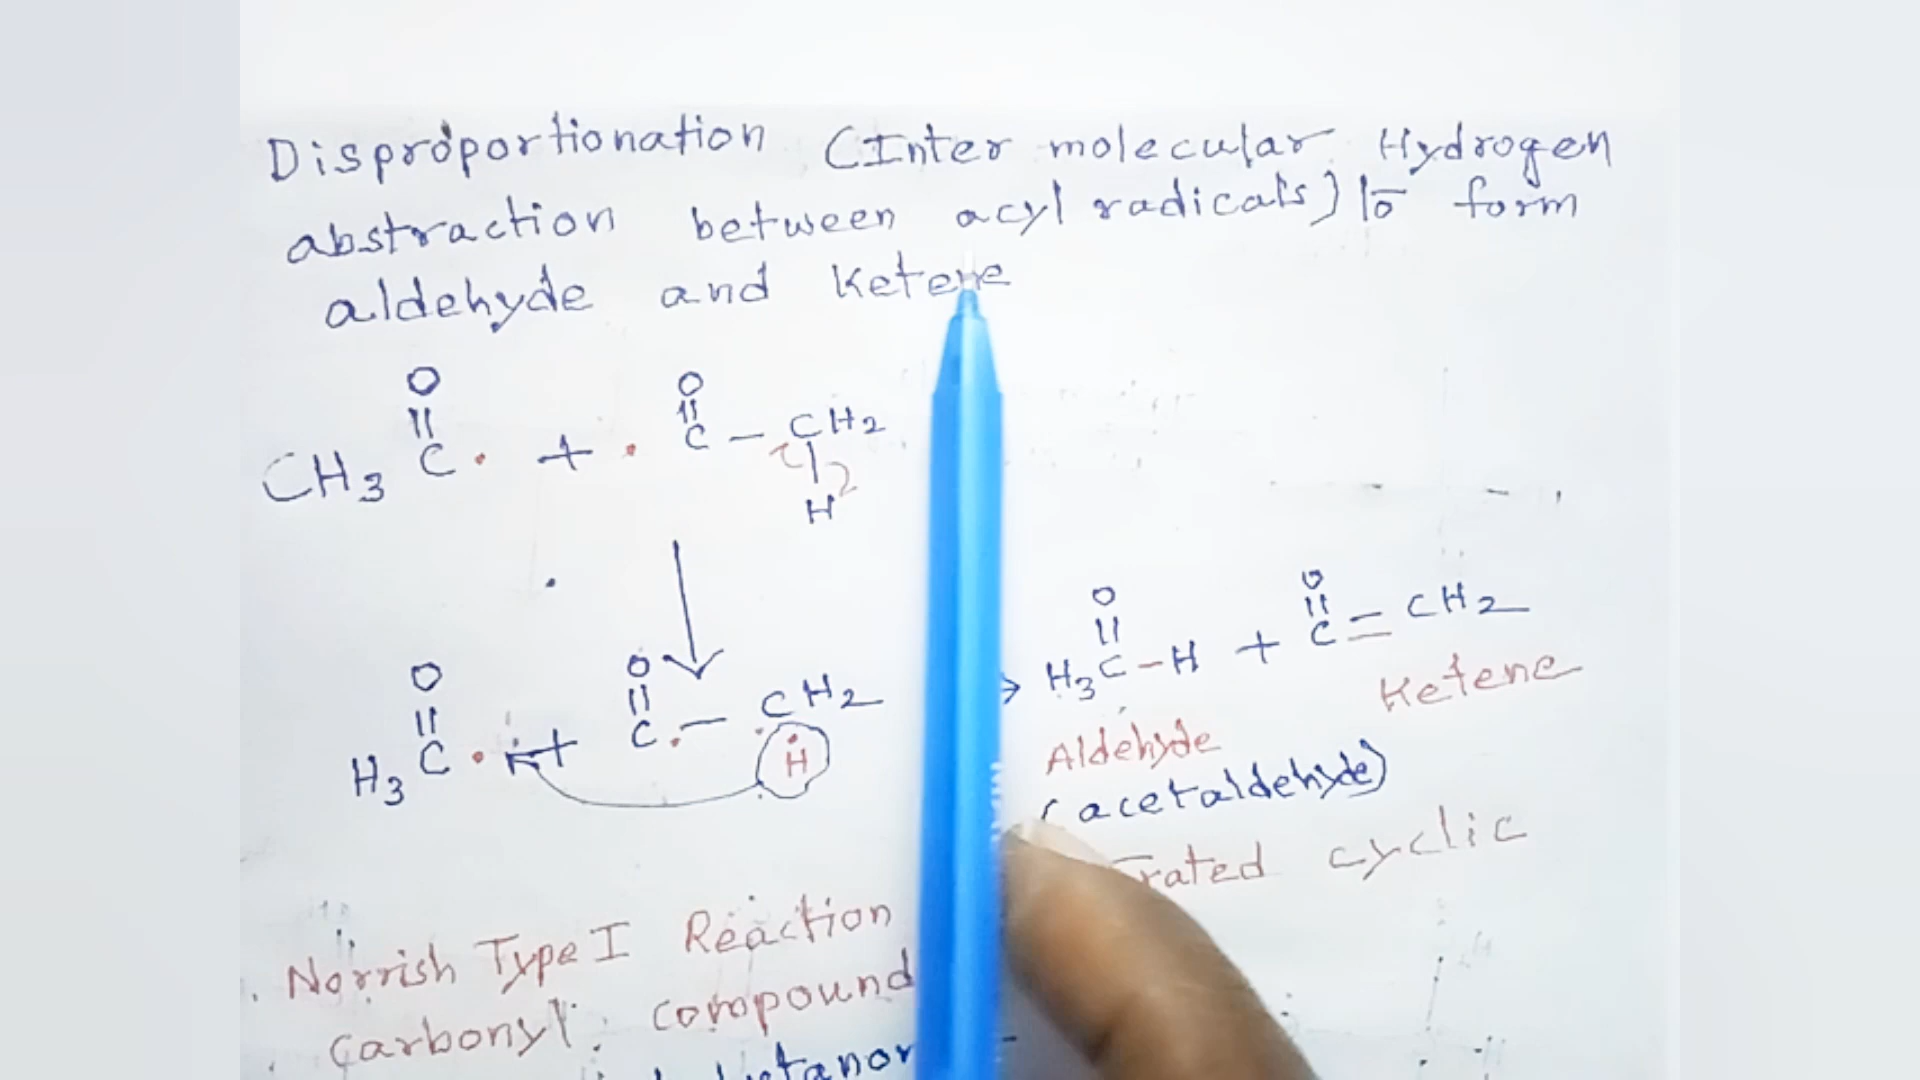 Disproportionation (Inter molecular Hydrogen
abstraction between acyl radicals) to form
aldehyde and Ketene
O O
|| ||
CH3 C· + · C – CH2
|
H
O O
|| ||
H3C· + C·– CH2
H
O O
|| ||
H3C–H + C = CH2
Aldehyde Ketene
(acetaldehyde)
Norrish Type I Reaction cyclic
carbonyl compound